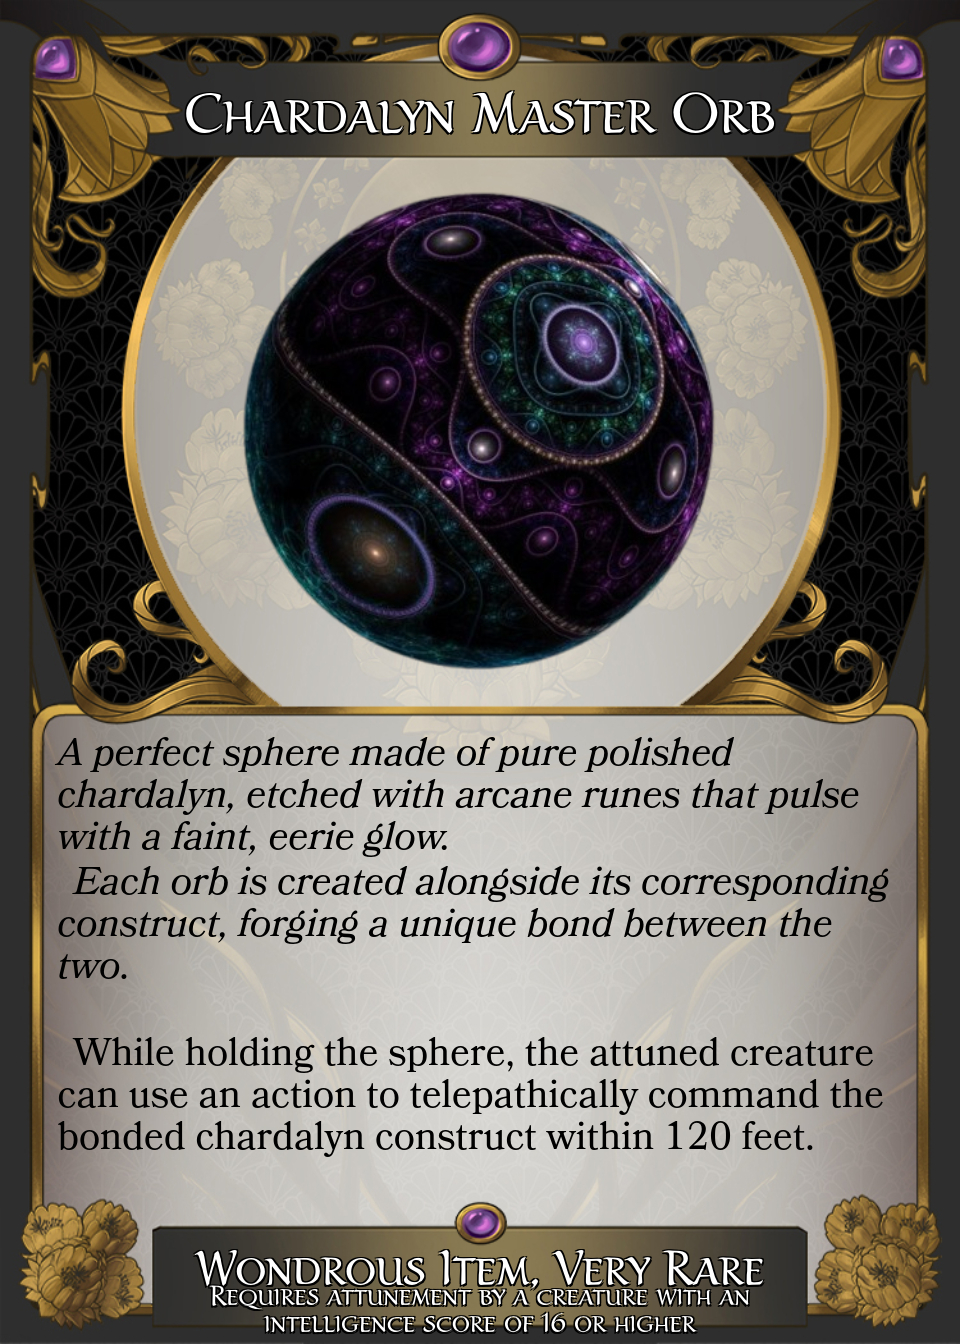 Chardalyn Master Orb
A perfect sphere made of pure polished
chardalyn, etched with arcane runes that pulse
with a faint, eerie glow.
Each orb is created alongside its corresponding
construct, forging a unique bond between the
two.
While holding the sphere, the attuned creature
can use an action to telepathically command the
bonded chardalyn construct within 120 feet.
Wondrous Item, Very Rare
Requires attunement by a creature with an
intelligence score of 16 or higher